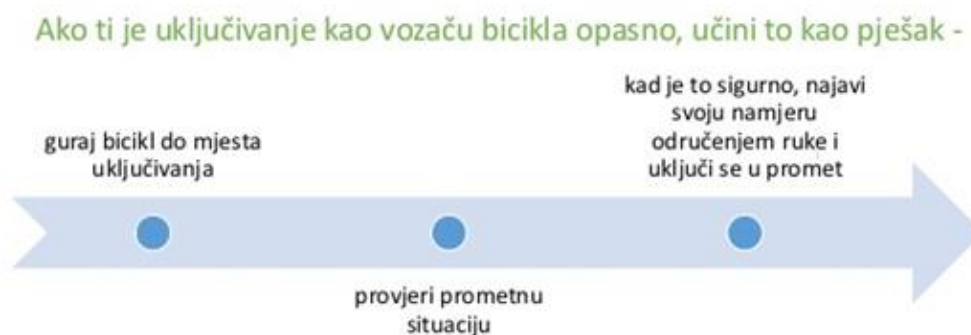 Ako ti je uključivanje kao vozaču bicikla opasno, učini to kao pješak -
guraj bicikl do mjesta
uključivanja
provjeri prometnu
situaciju
kad je to sigurno, najavi
svoju namjeru
odručenjem ruke i
uključi se u promet